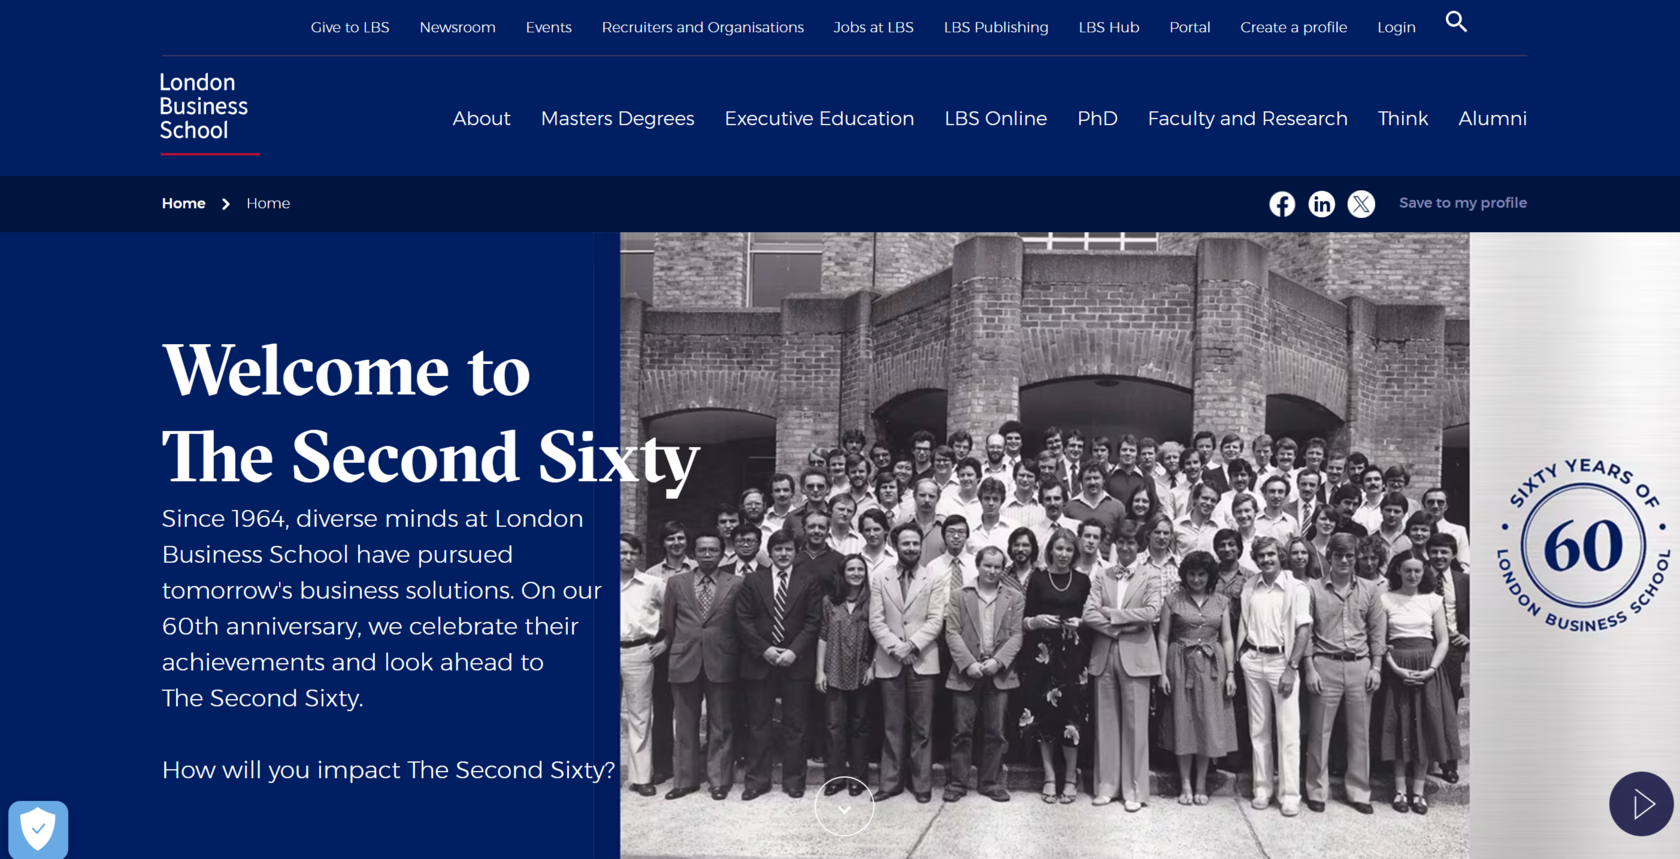 Give to LBS Newsroom Events Recruiters and Organisations Jobs at LBS LBS Publishing LBS Hub Portal Create a profile Login
London
Business
School
About Masters Degrees Executive Education LBS Online PhD Faculty and Research Think Alumni
Home Home
Save to my profile
Welcome to
The Second Sixty
Since 1964, diverse minds at London
Business School have pursued
tomorrow's business solutions. On our
60th anniversary, we celebrate their
achievements and look ahead to
The Second Sixty.
How will you impact The Second Sixty?
SIXTY YEARS OF
60
LONDON BUSINESS SCHOOL